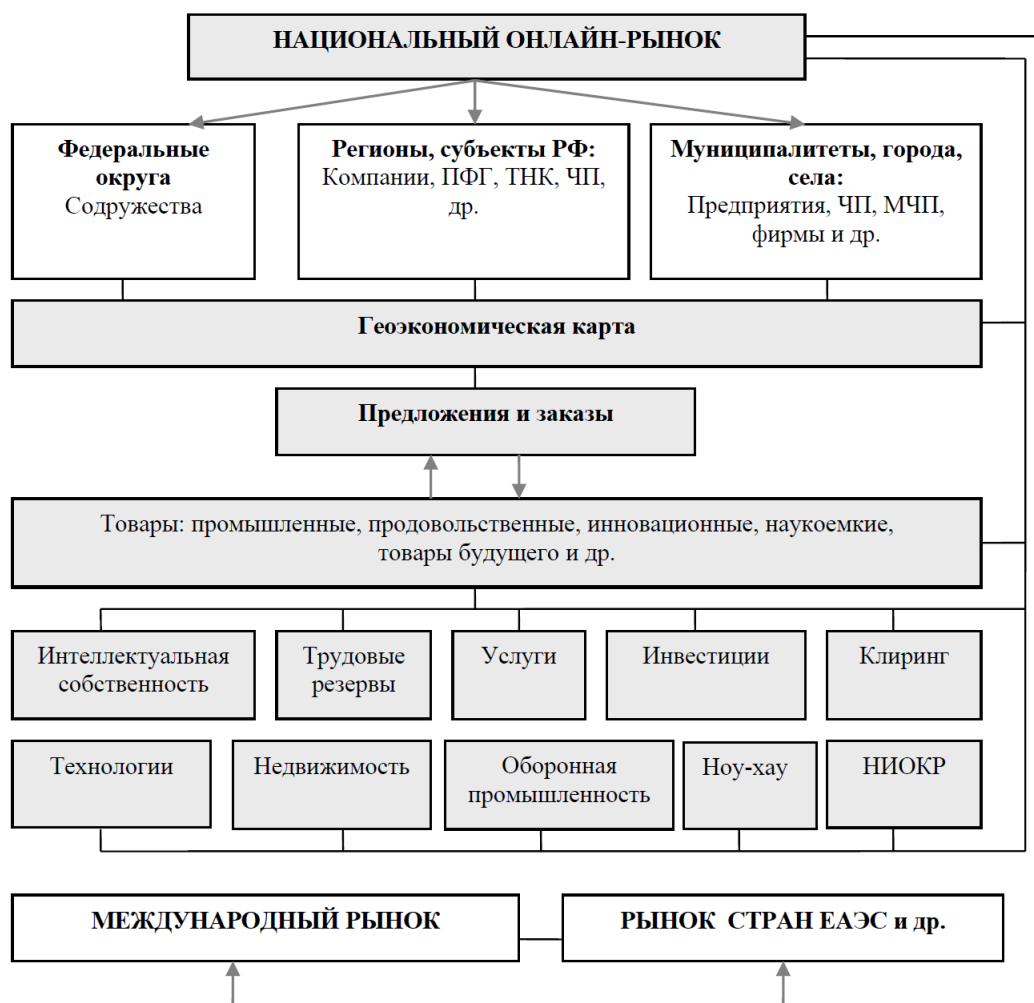 НАЦИОНАЛЬНЫЙ ОНЛАЙН-РЫНОК
Федеральные
округа
Содружества
Регионы, субъекты РФ:
Компании, ПФГ, ТНК, ЧП,
др.
Муниципалитеты, города,
села:
Предприятия, ЧП, МЧП,
фирмы и др.
Геоэкономическая карта
Предложения и заказы
Товары: промышленные, продовольственные, инновационные, наукоемкие,
товары будущего и др.
Интеллектуальная
собственность
Трудовые
резервы
Услуги
Инвестиции
Клиринг
Технологии
Недвижимость
Оборонная
промышленность
Ноу-хау
НИОКР
МЕЖДУНАРОДНЫЙ РЫНОК
РЫНОК СТРАН ЕАЭС и др.